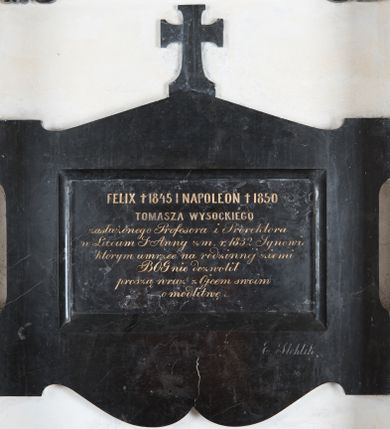 FELIX †1845 I NAPOLEON †1850
TOMASZA WYSOCKIEGO
zasłużonego Profesora i Prorektora
w Liceum S Anny zm. r. 1832 Synowie
którym umrzeć na rodzinnej ziemi
BÓG nie dozwolił
proszą wraz z Ojcem swoim
o modlitwę.
E. Stehlik.